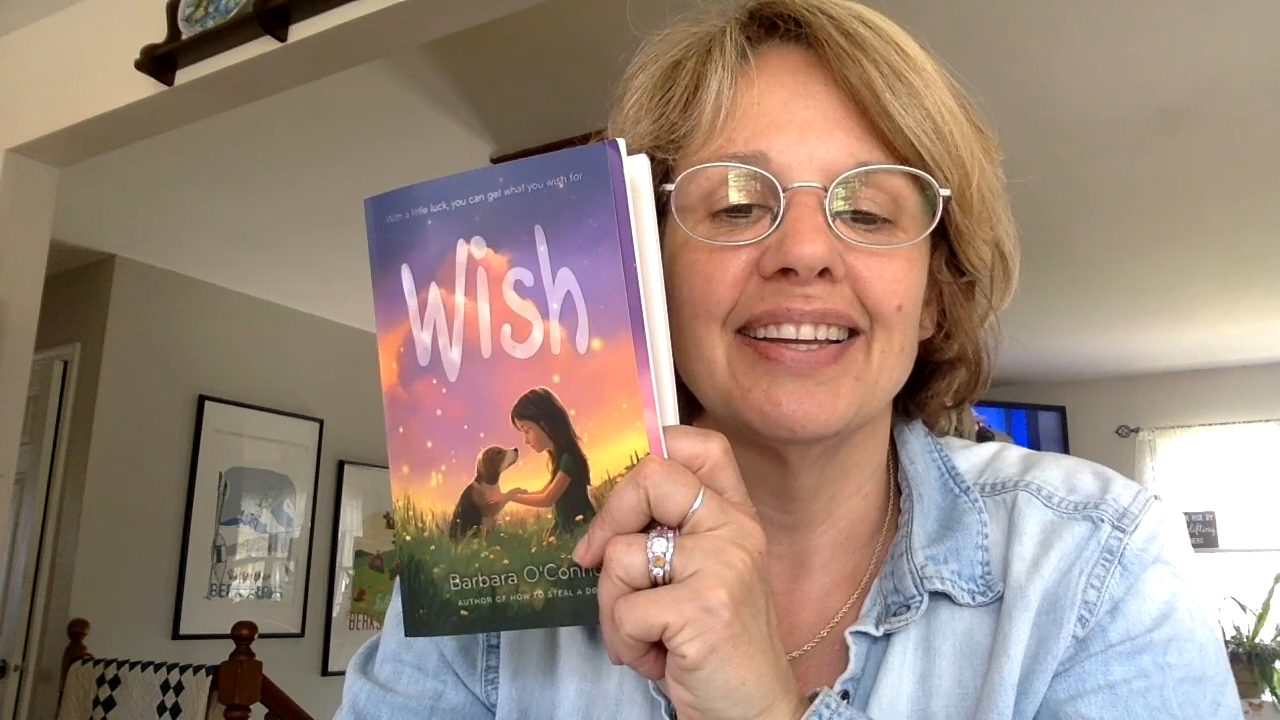 With a little luck, you can get what you wish for.
Wish
Barbara O'Conno
AUTHOR OF HOW TO STEAL A DO
BERKS